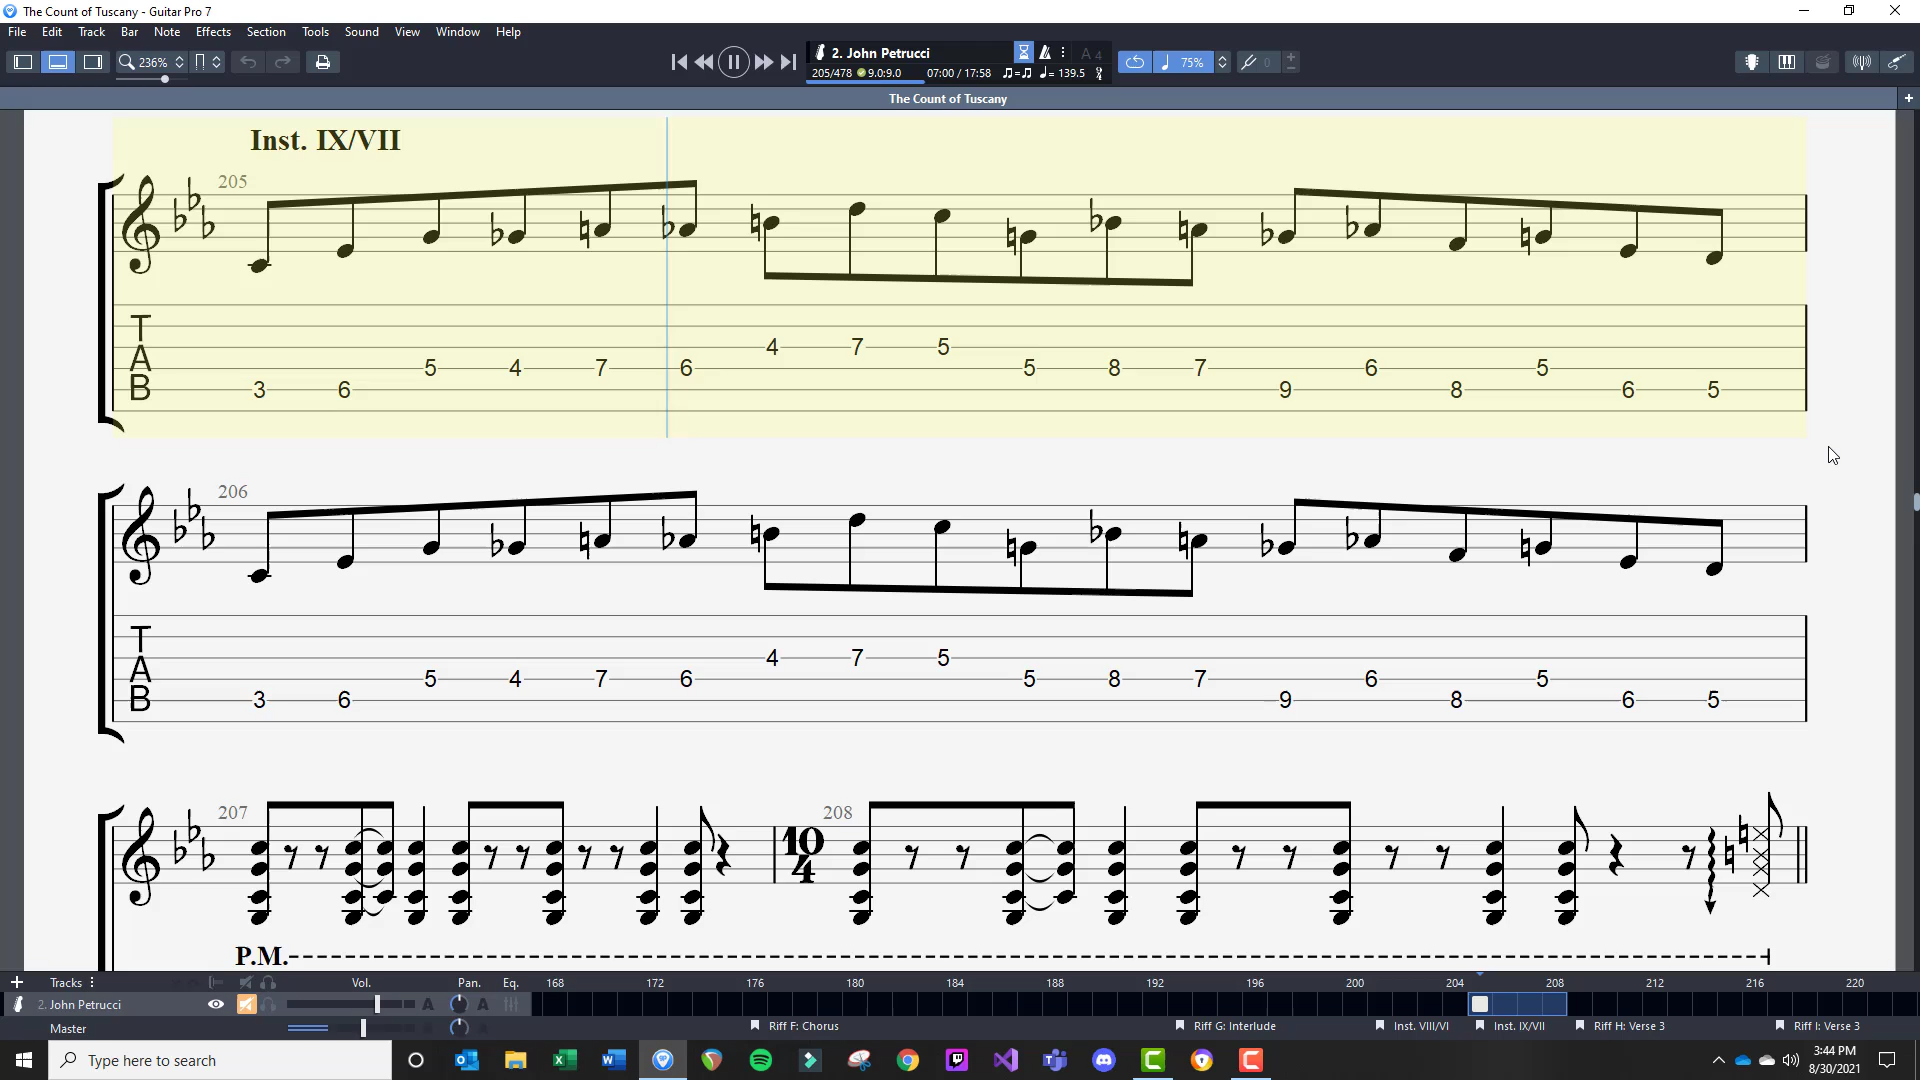 The Count of Tuscany - Guitar Pro 7
File Edit Track Bar Note Effects Section Tools Sound View Window Help
236% 2. John Petrucci A 4 75% 0
205/478 9.0:9.0 07:00 / 17:58 = 139.5
The Count of Tuscany
Inst. IX/VII
205
T A B
4 7 5
5 4 7 6 5 8 7 6 5
3 6 9 8 6 5
206
T A B
4 7 5
5 4 7 6 5 8 7 6 5
3 6 9 8 6 5
207 208
10
4
P.M.
Tracks Vol. Pan. Eq. 168 172 176 180 184 188 192 196 200 204 208 212 216 220
2. John Petrucci A A
Master Riff F: Chorus Riff G: Interlude Inst. VIII/VI Inst. IX/VII Riff H: Verse 3 Riff I: Verse 3
Type here to search
3:44 PM
8/30/2021